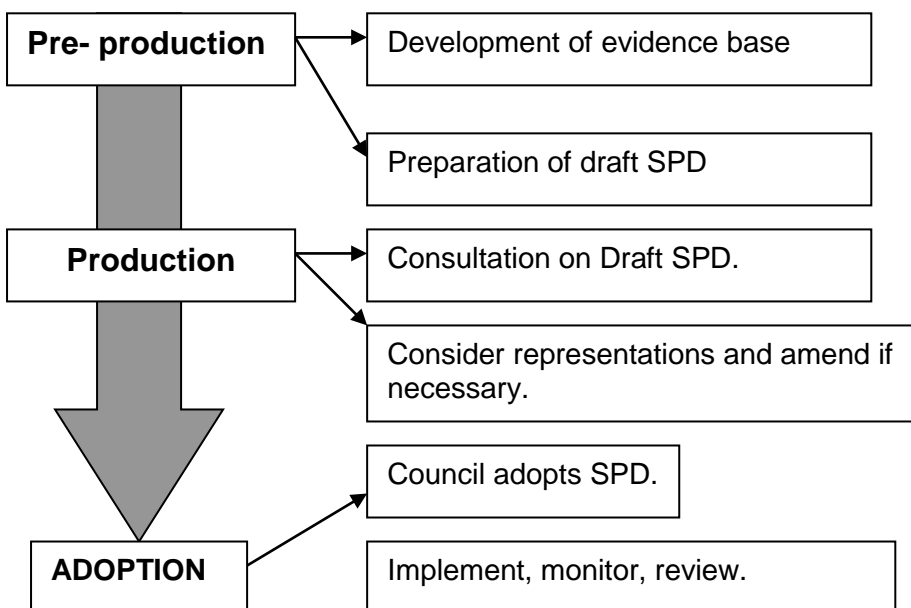 Pre- production
Development of evidence base
Preparation of draft SPD
Production
Consultation on Draft SPD.
Consider representations and amend if
necessary.
Council adopts SPD.
ADOPTION
Implement, monitor, review.